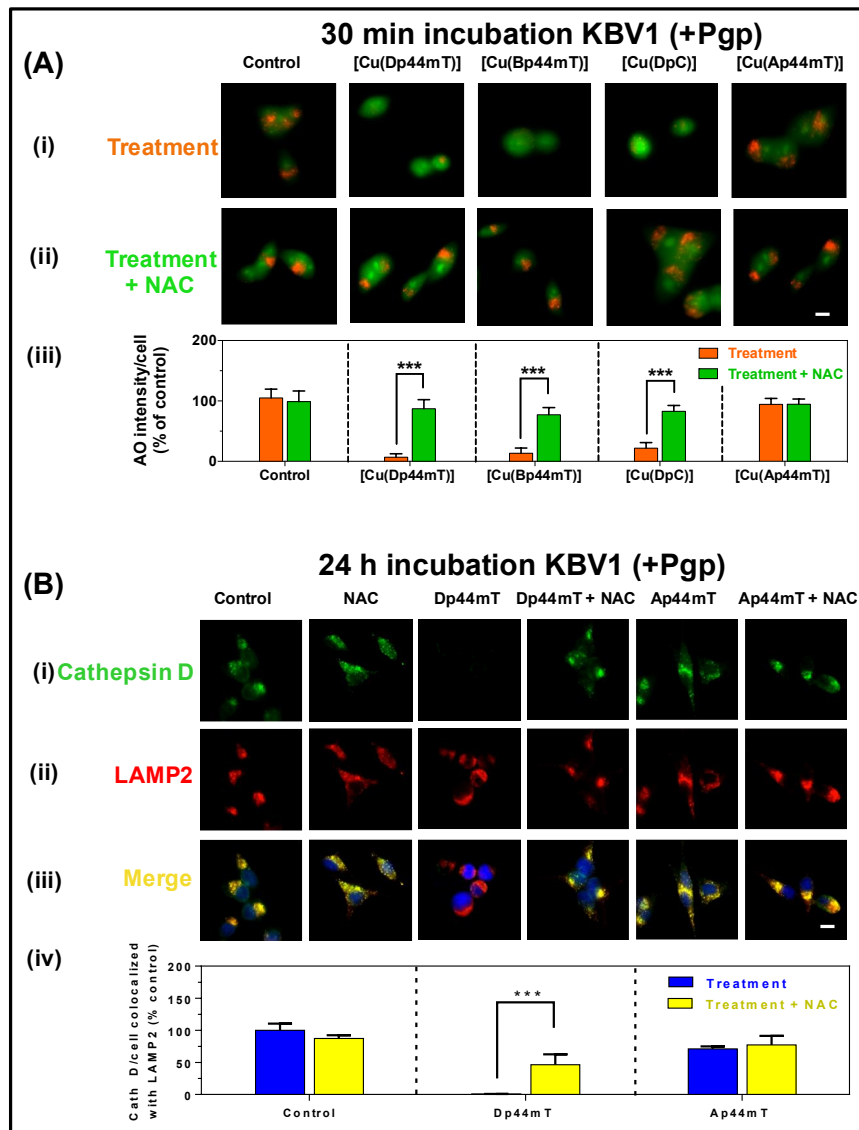 30 min incubation KBV1 (+Pgp)
(A)
Control [Cu(Dp44mT)] [Cu(Bp44mT)] [Cu(DpC)] [Cu(Ap44mT)]
(i) Treatment
(ii) Treatment + NAC
(iii)
AO intensity/cell
(% of control)
200
100
0
*** *** ***
Treatment
Treatment + NAC
Control [Cu(Dp44mT)] [Cu(Bp44mT)] [Cu(DpC)] [Cu(Ap44mT)]
24 h incubation KBV1 (+Pgp)
(B)
Control NAC Dp44mT Dp44mT + NAC Ap44mT Ap44mT + NAC
(i) Cathepsin D
(ii) LAMP2
(iii) Merge
(iv)
Cath D/cell colocalized
with LAMP2 (% control)
200
150
100
50
0
***
Treatment
Treatment + NAC
Control Dp44mT Ap44mT